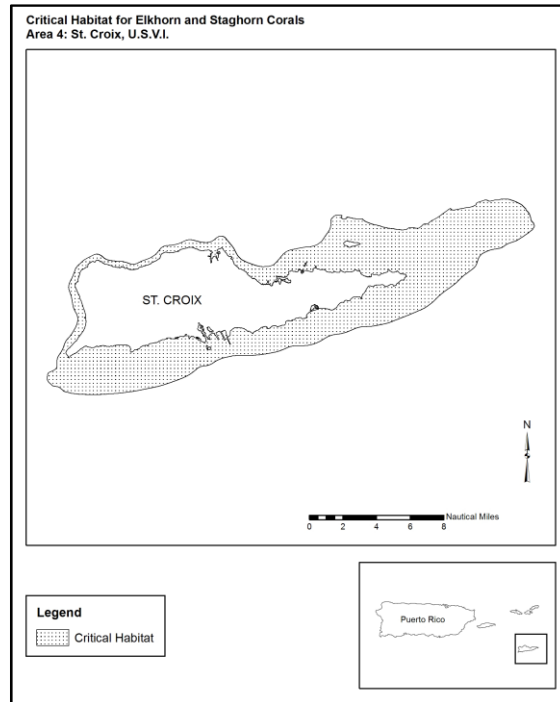 Critical Habitat for Elkhorn and Staghorn Corals
Area 4: St. Croix, U.S.V.I.
ST. CROIX
N
Nautical Miles
0 2 4 6 8
Legend
Critical Habitat
Puerto Rico